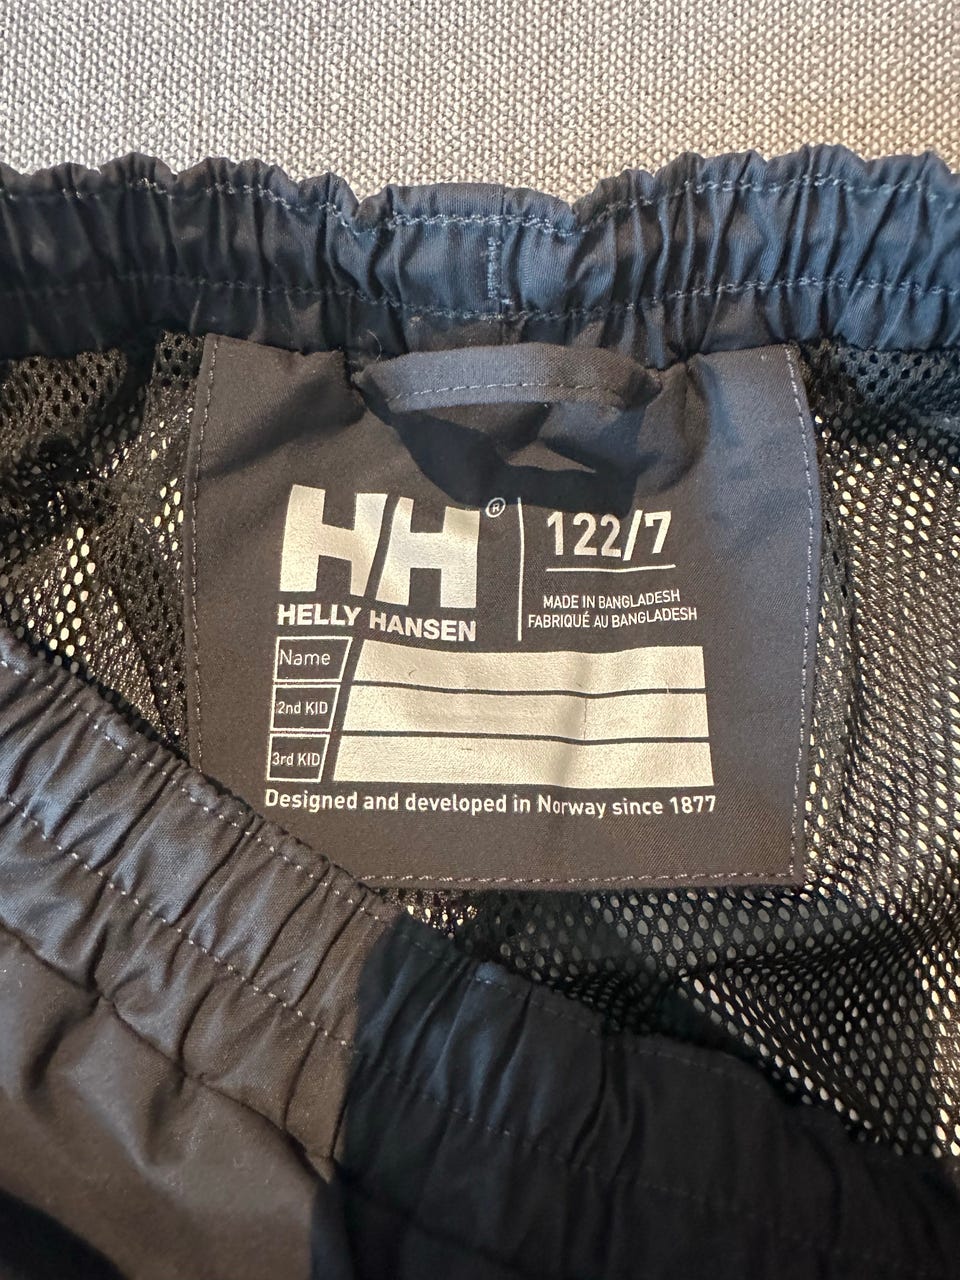 HH®
HELLY HANSEN
122/7
MADE IN BANGLADESH
FABRIQUÉ AU BANGLADESH
Name
2nd KID
3rd KID
Designed and developed in Norway since 1877